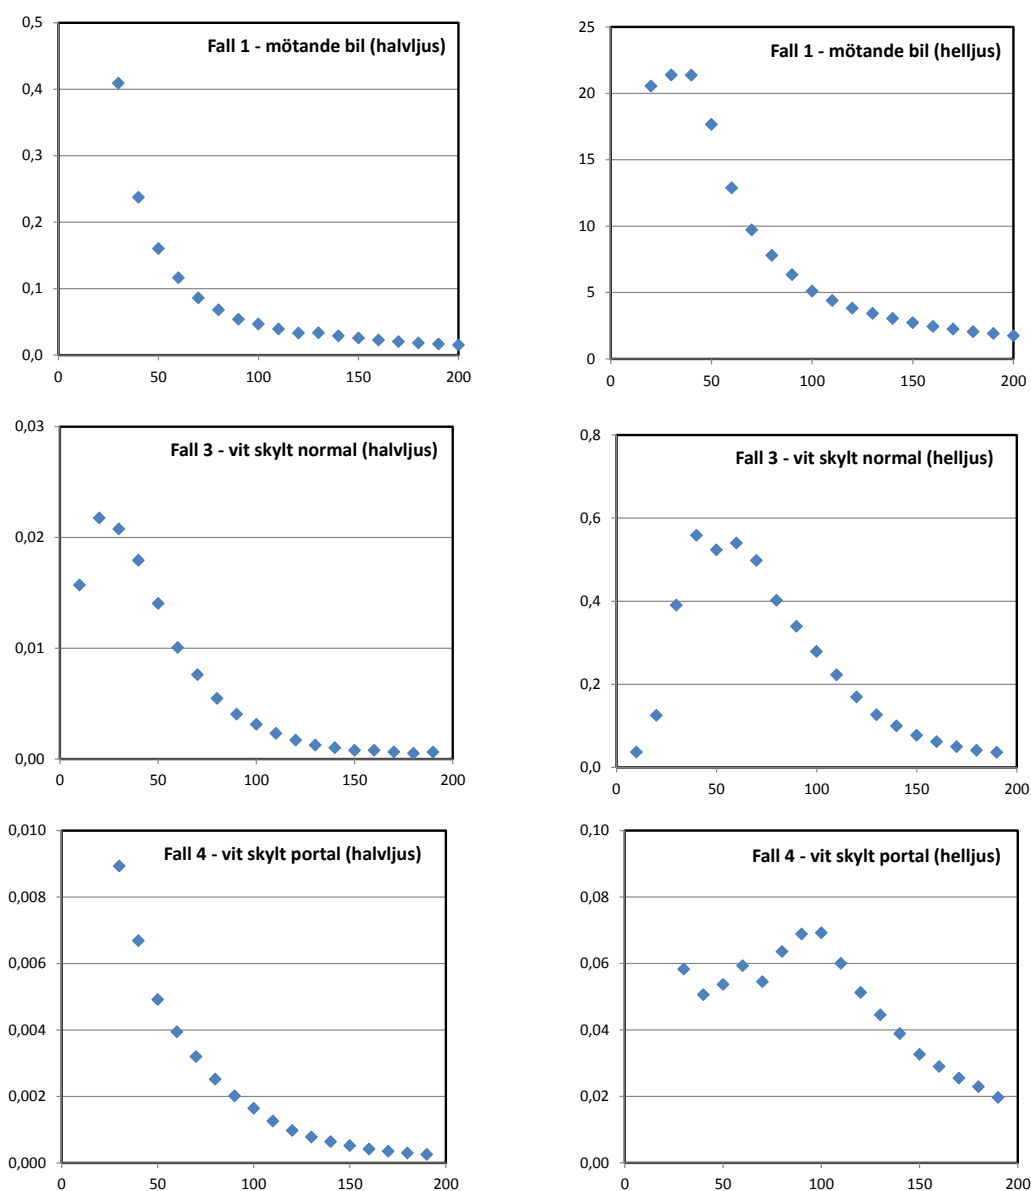 0,5
Fall 1 - mötande bil (halvljus)
0,4
0,3
0,2
0,1
0,0
0 50 100 150 200
25
Fall 1 - mötande bil (helljus)
20
15
10
5
0
0 50 100 150 200
0,03
Fall 3 - vit skylt normal (halvljus)
0,02
0,01
0,00
0 50 100 150 200
0,8
Fall 3 - vit skylt normal (helljus)
0,6
0,4
0,2
0,0
0 50 100 150 200
0,010
Fall 4 - vit skylt portal (halvljus)
0,008
0,006
0,004
0,002
0,000
0 50 100 150 200
0,10
Fall 4 - vit skylt portal (helljus)
0,08
0,06
0,04
0,02
0,00
0 50 100 150 200